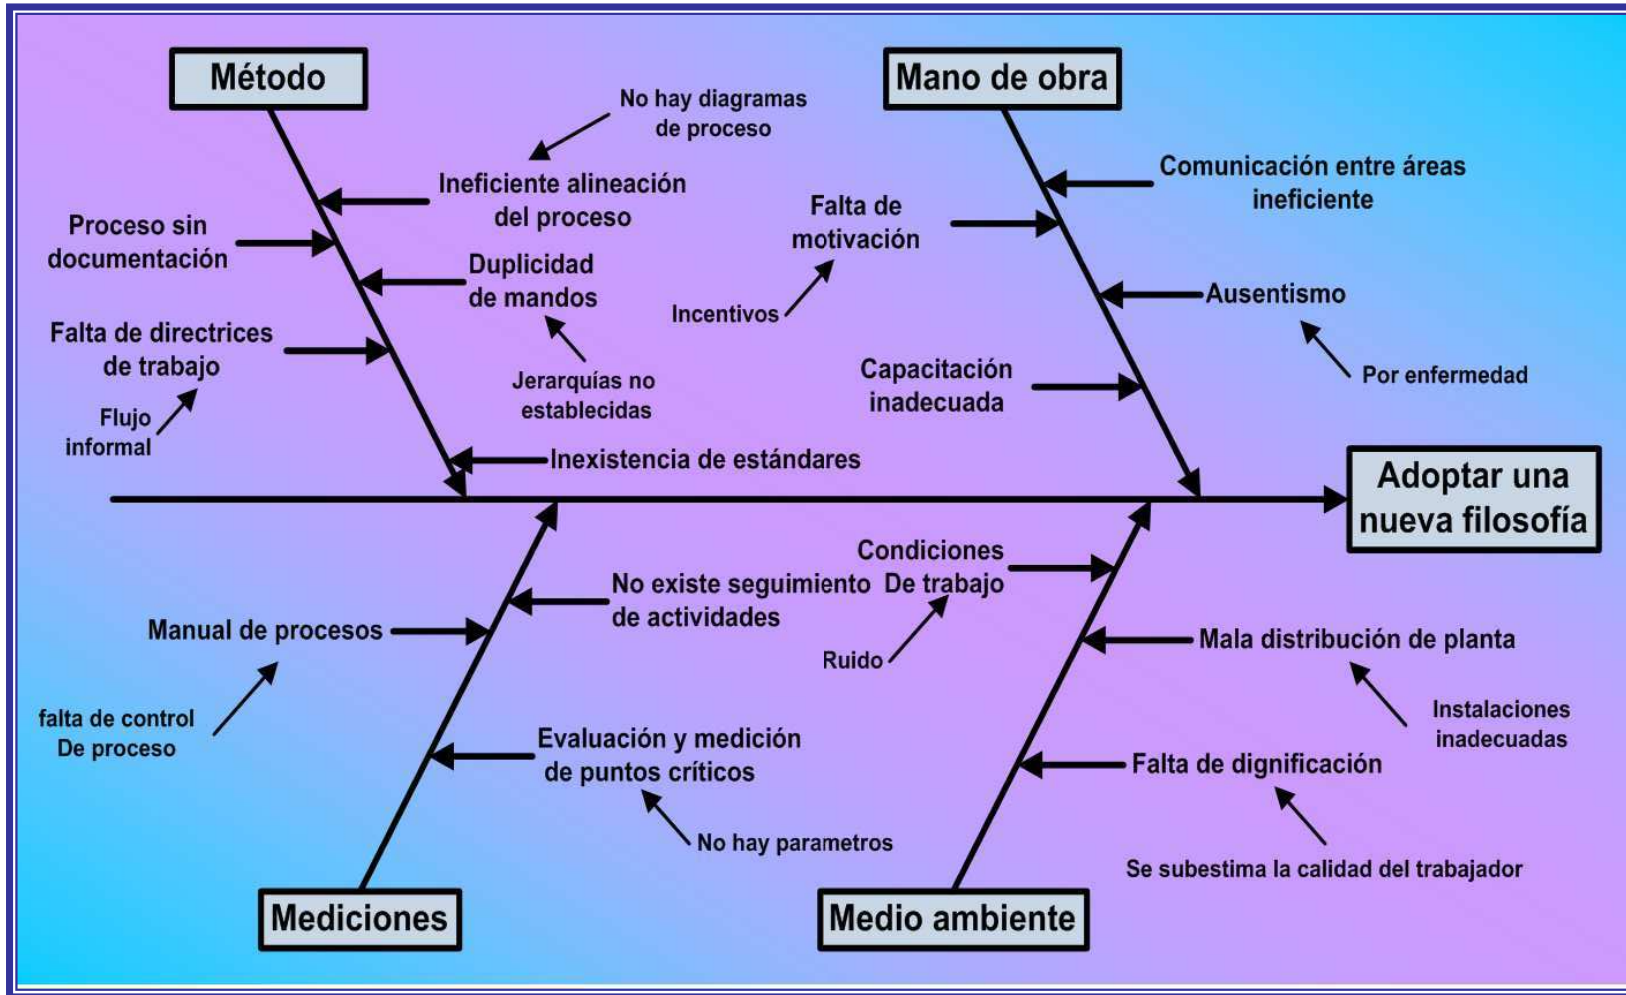 Método
No hay diagramas
de proceso
Ineficiente alineación
del proceso
Proceso sin
documentación
Duplicidad
de mandos
Falta de directrices
de trabajo
Jerarquías no
establecidas
Flujo
informal
Inexistencia de estándares
Mano de obra
Comunicación entre áreas
ineficiente
Falta de
motivación
Incentivos
Ausentismo
Por enfermedad
Capacitación
inadecuada
Adoptar una
nueva filosofía
No existe seguimiento
de actividades
Manual de procesos
falta de control
De proceso
Evaluación y medición
de puntos críticos
No hay parametros
Mediciones
Condiciones
De trabajo
Ruido
Mala distribución de planta
Instalaciones
inadecuadas
Falta de dignificación
Se subestima la calidad del trabajador
Medio ambiente